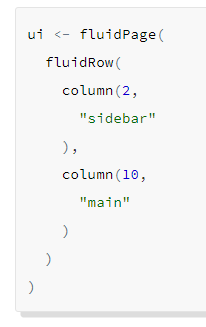 ui <- fluidPage(
  fluidRow(
    column(2,
      "sidebar"
    ),
    column(10,
      "main"
    )
  )
)